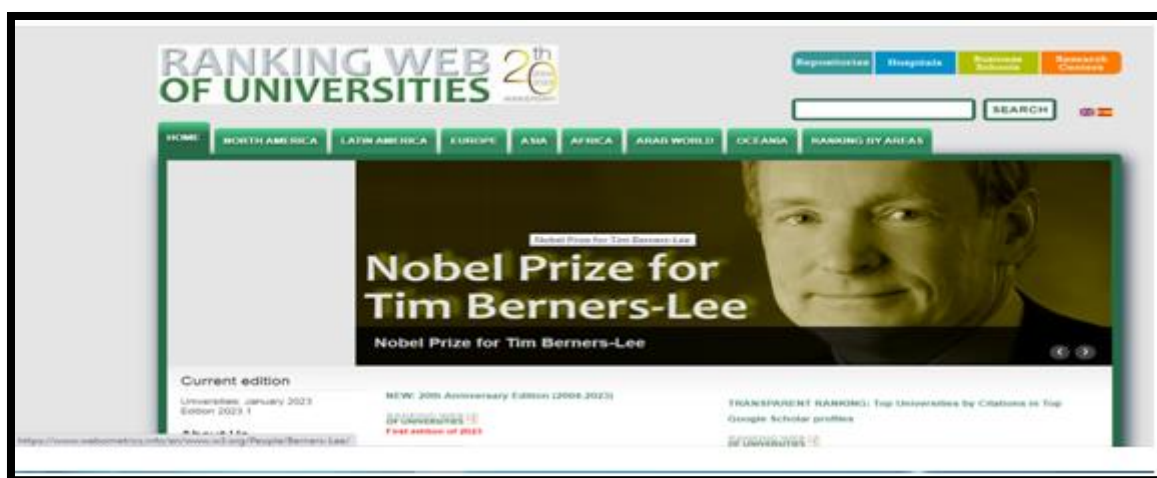 RANKING WEB
OF UNIVERSITIES
20th
Repositories
Hospitals
Business
Schools
Research
Centers
SEARCH
HOME
NORTH AMERICA
LATIN AMERICA
EUROPE
ASIA
AFRICA
ARAB WORLD
OCEANIA
RANKING BY AREAS
Nobel Prize for Tim Berners-Lee
Nobel Prize for
Tim Berners-Lee
Nobel Prize for Tim Berners-Lee
Current edition
Universities: January 2023
Edition 2023.1
About Us
NEW: 20th Anniversary Edition (2004-2023)
RANKING WEB
OF UNIVERSITIES
First edition of 2023
TRANSPARENT RANKING: Top Universities by Citations in Top
Google Scholar profiles
RANKING WEB
OF UNIVERSITIES
https://www.webometrics.info/en/www.w3.org/People/Berners-Lee/